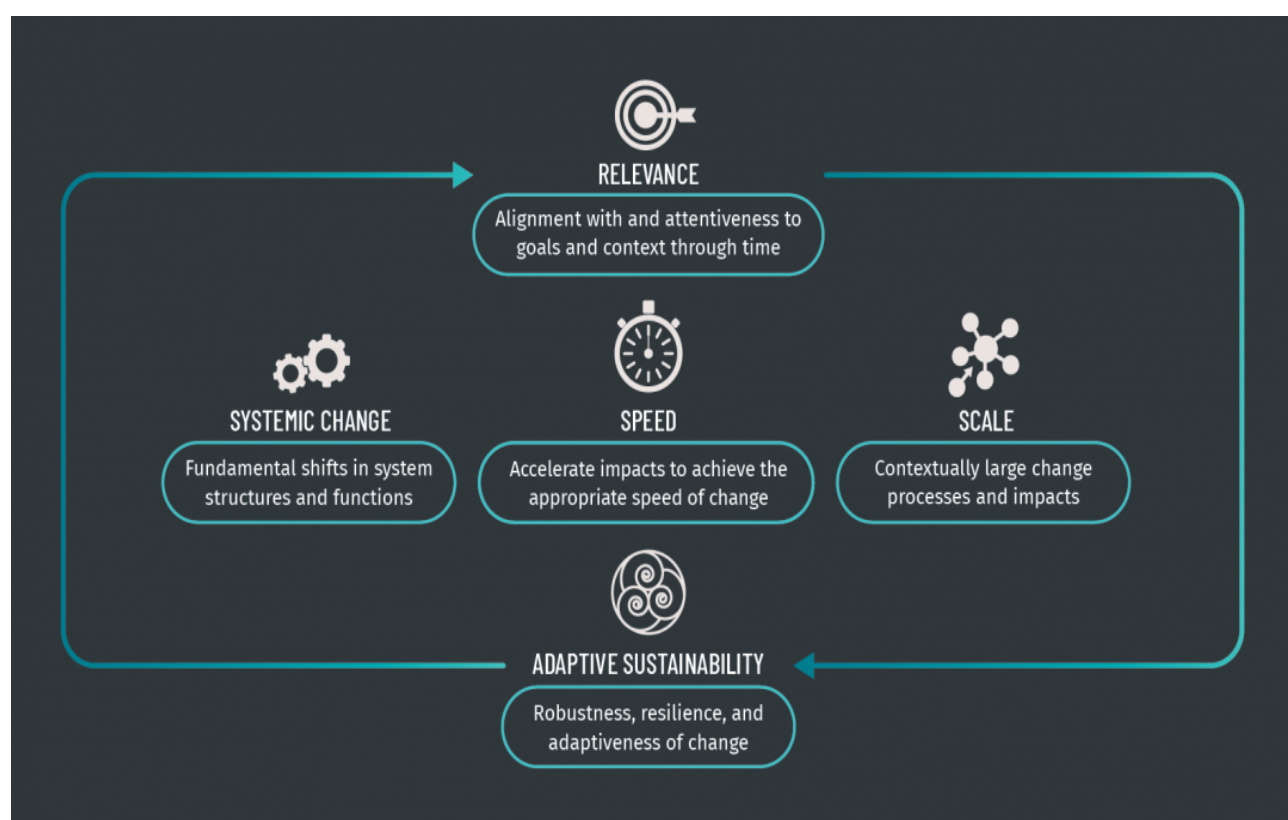 RELEVANCE
Alignment with and attentiveness to
goals and context through time
SYSTEMIC CHANGE
Fundamental shifts in system
structures and functions
SPEED
Accelerate impacts to achieve the
appropriate speed of change
SCALE
Contextually large change
processes and impacts
ADAPTIVE SUSTAINABILITY
Robustness, resilience, and
adaptiveness of change